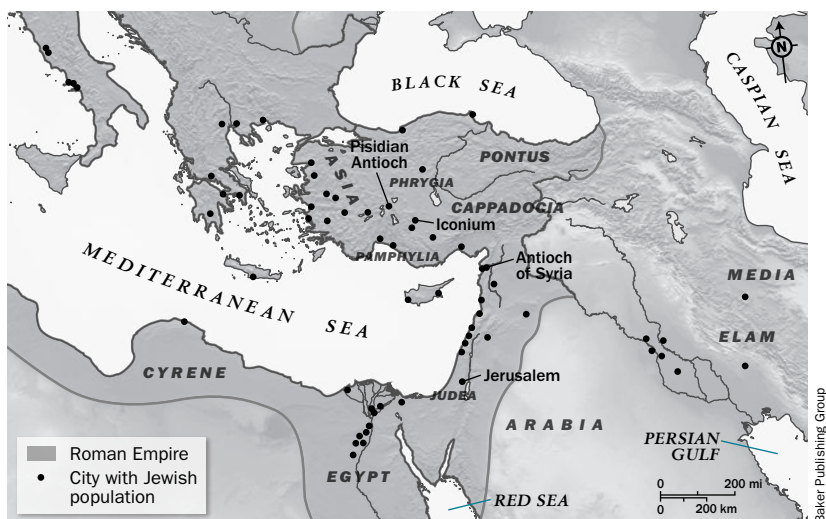 BLACK SEA
CASPIAN SEA
N
Pisidian
Antioch
ASIA
PHRYGIA
PONTUS
CAPPADOCIA
Iconium
PAMPHYLIA
Antioch
of Syria
MEDITERRANEAN SEA
MEDIA
ELAM
CYRENE
Jerusalem
JUDEA
ARABIA
PERSIAN
GULF
EGYPT
RED SEA
Roman Empire
City with Jewish
population
0 200 mi
0 200 km
Baker Publishing Group